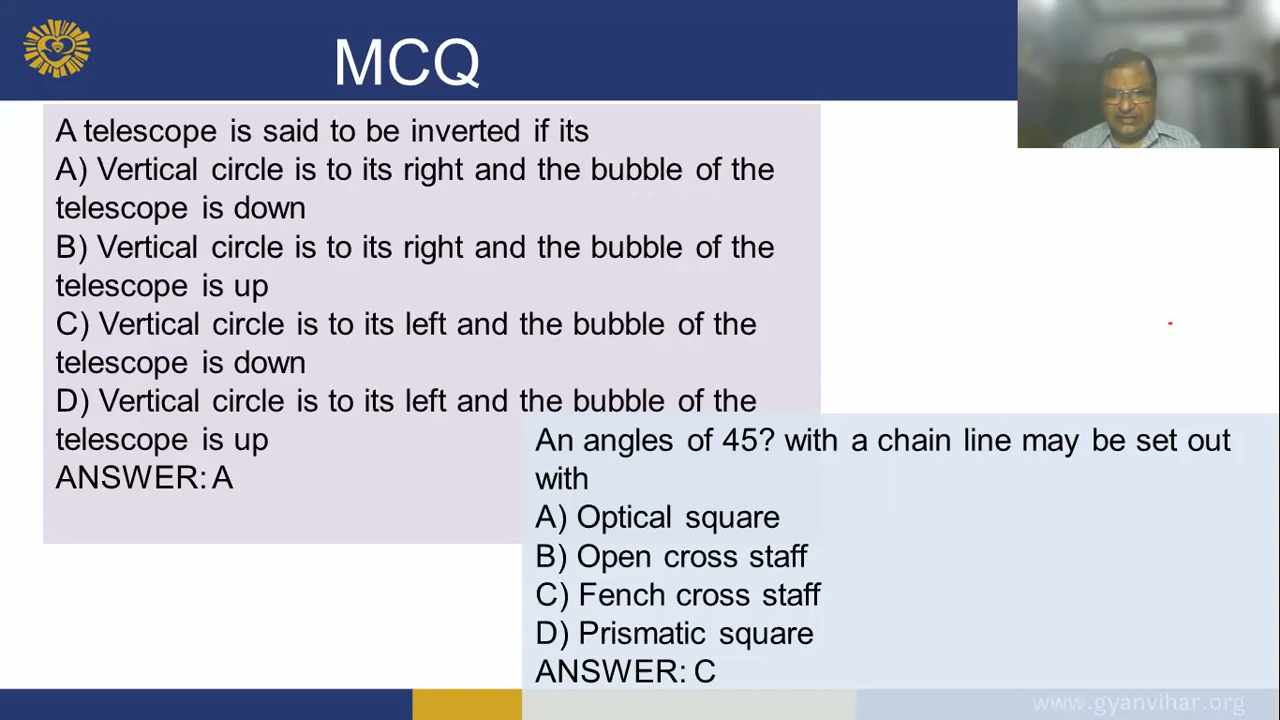 MCQ
A telescope is said to be inverted if its
A) Vertical circle is to its right and the bubble of the
telescope is down
B) Vertical circle is to its right and the bubble of the
telescope is up
C) Vertical circle is to its left and the bubble of the
telescope is down
D) Vertical circle is to its left and the bubble of the
telescope is up
ANSWER: A
An angles of 45? with a chain line may be set out
with
A) Optical square
B) Open cross staff
C) Fench cross staff
D) Prismatic square
ANSWER: C
www.gyanvihar.org